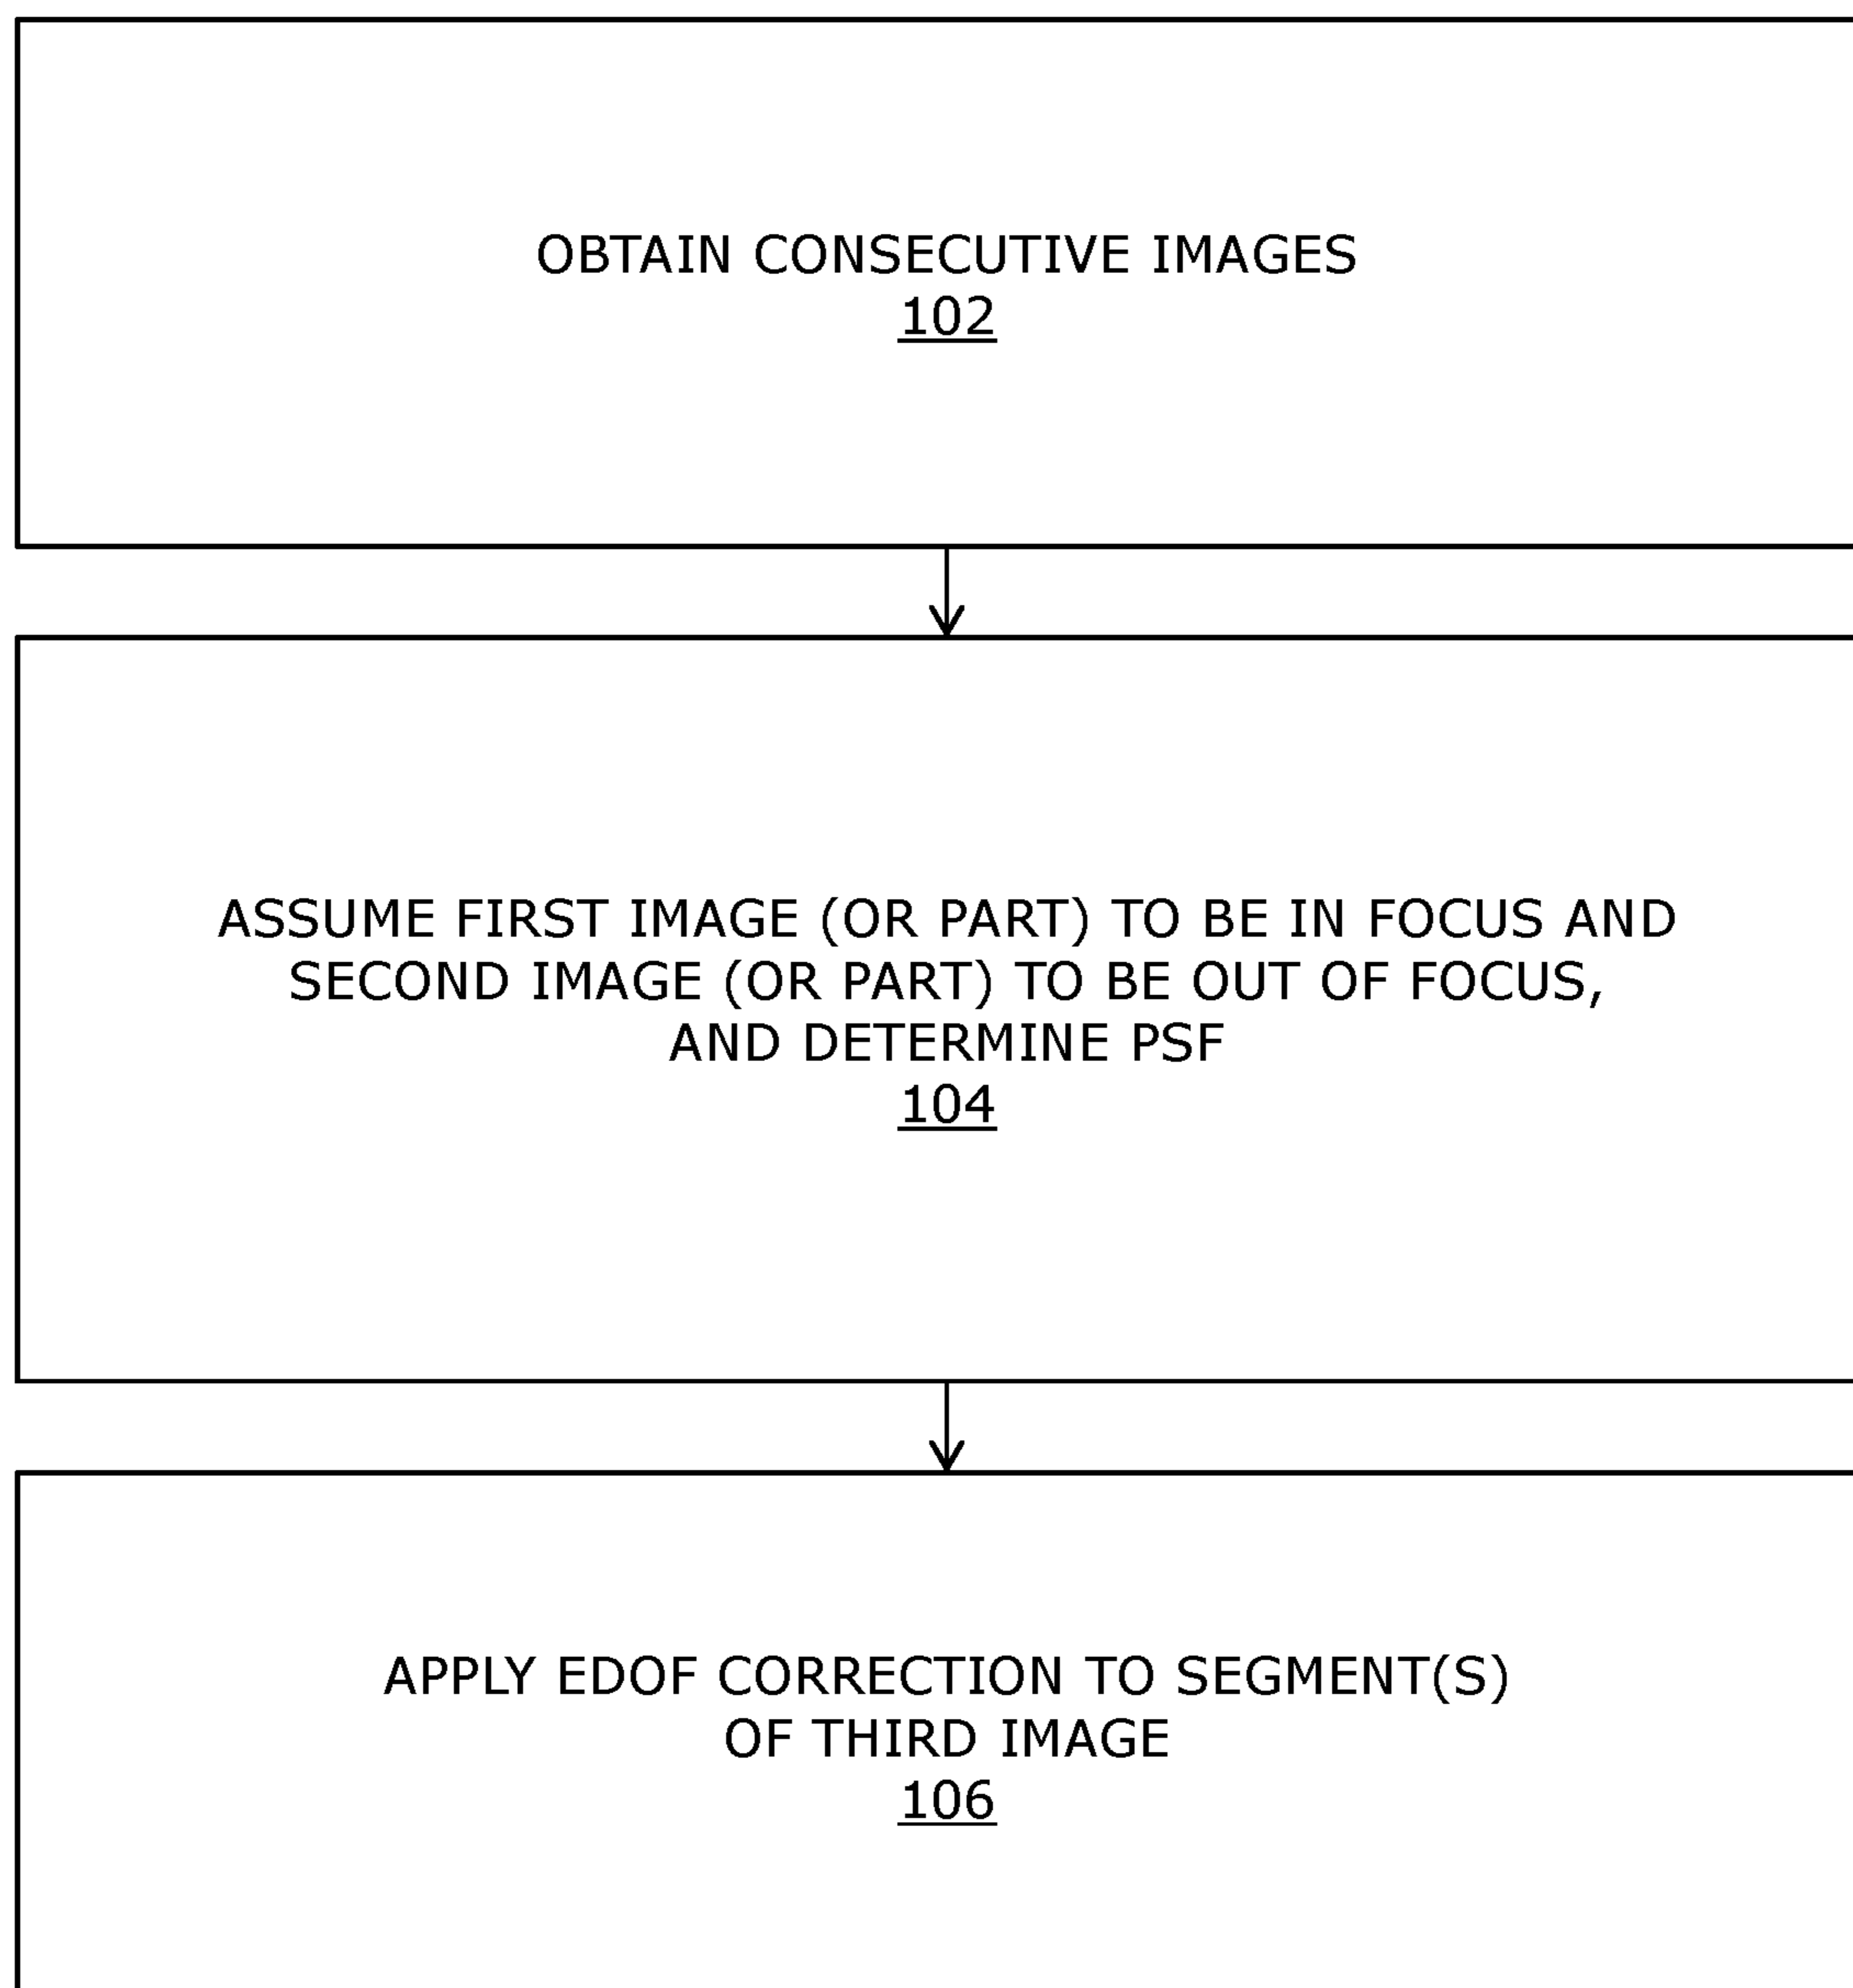 OBTAIN CONSECUTIVE IMAGES
102
ASSUME FIRST IMAGE (OR PART) TO BE IN FOCUS AND
SECOND IMAGE (OR PART) TO BE OUT OF FOCUS,
AND DETERMINE PSF
104
APPLY EDOF CORRECTION TO SEGMENT(S)
OF THIRD IMAGE
106